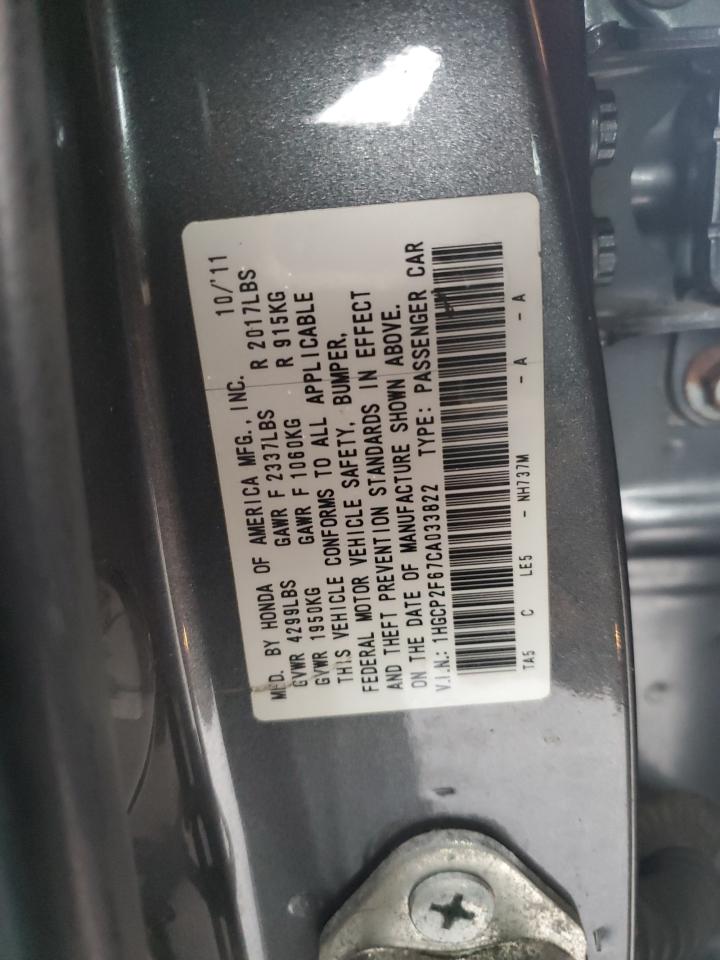 MFD. BY HONDA OF AMERICA MFG., INC. 10/'11
GVWR 4299LBS GAWR F 2337LBS R 2017LBS
GVWR 1950KG GAWR F 1060KG R 915KG
THIS VEHICLE CONFORMS TO ALL APPLICABLE
FEDERAL MOTOR VEHICLE SAFETY, BUMPER,
AND THEFT PREVENTION STANDARDS IN EFFECT
ON THE DATE OF MANUFACTURE SHOWN ABOVE.
V.I.N.: 1HGCP2F67CA033822 TYPE: PASSENGER CAR
TA5 C LE5 - NH737M - A - A